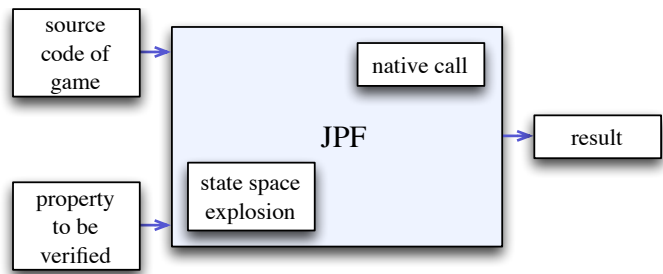 source
code of
game
native call
JPF
result
state space
explosion
property
to be
verified